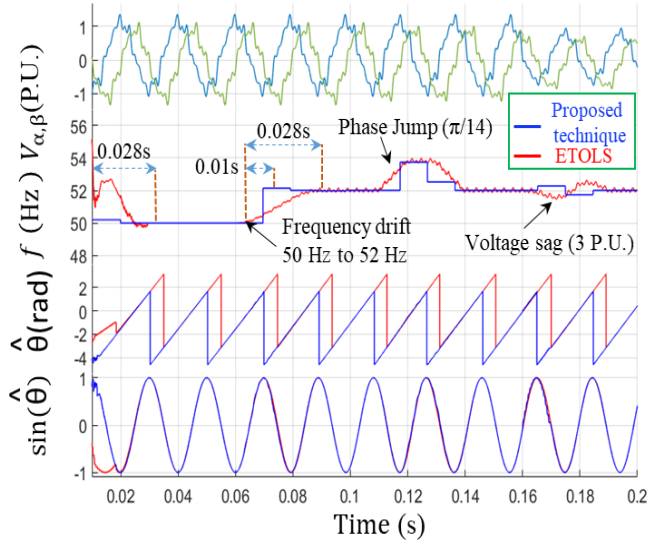 V α,β (P.U.)
1
0
-1
Proposed
technique
ETOLS
f (Hz)
56
54
52
50
48
0.028s
0.028s
0.01s
Phase Jump (π/14)
Frequency drift
50 Hz to 52 Hz
Voltage sag (3 P.U.)
θ̂(rad)
2
0
-2
-4
sin(θ̂)
1
0
-1
0.02 0.04 0.06 0.08 0.1 0.12 0.14 0.16 0.18 0.2
Time (s)